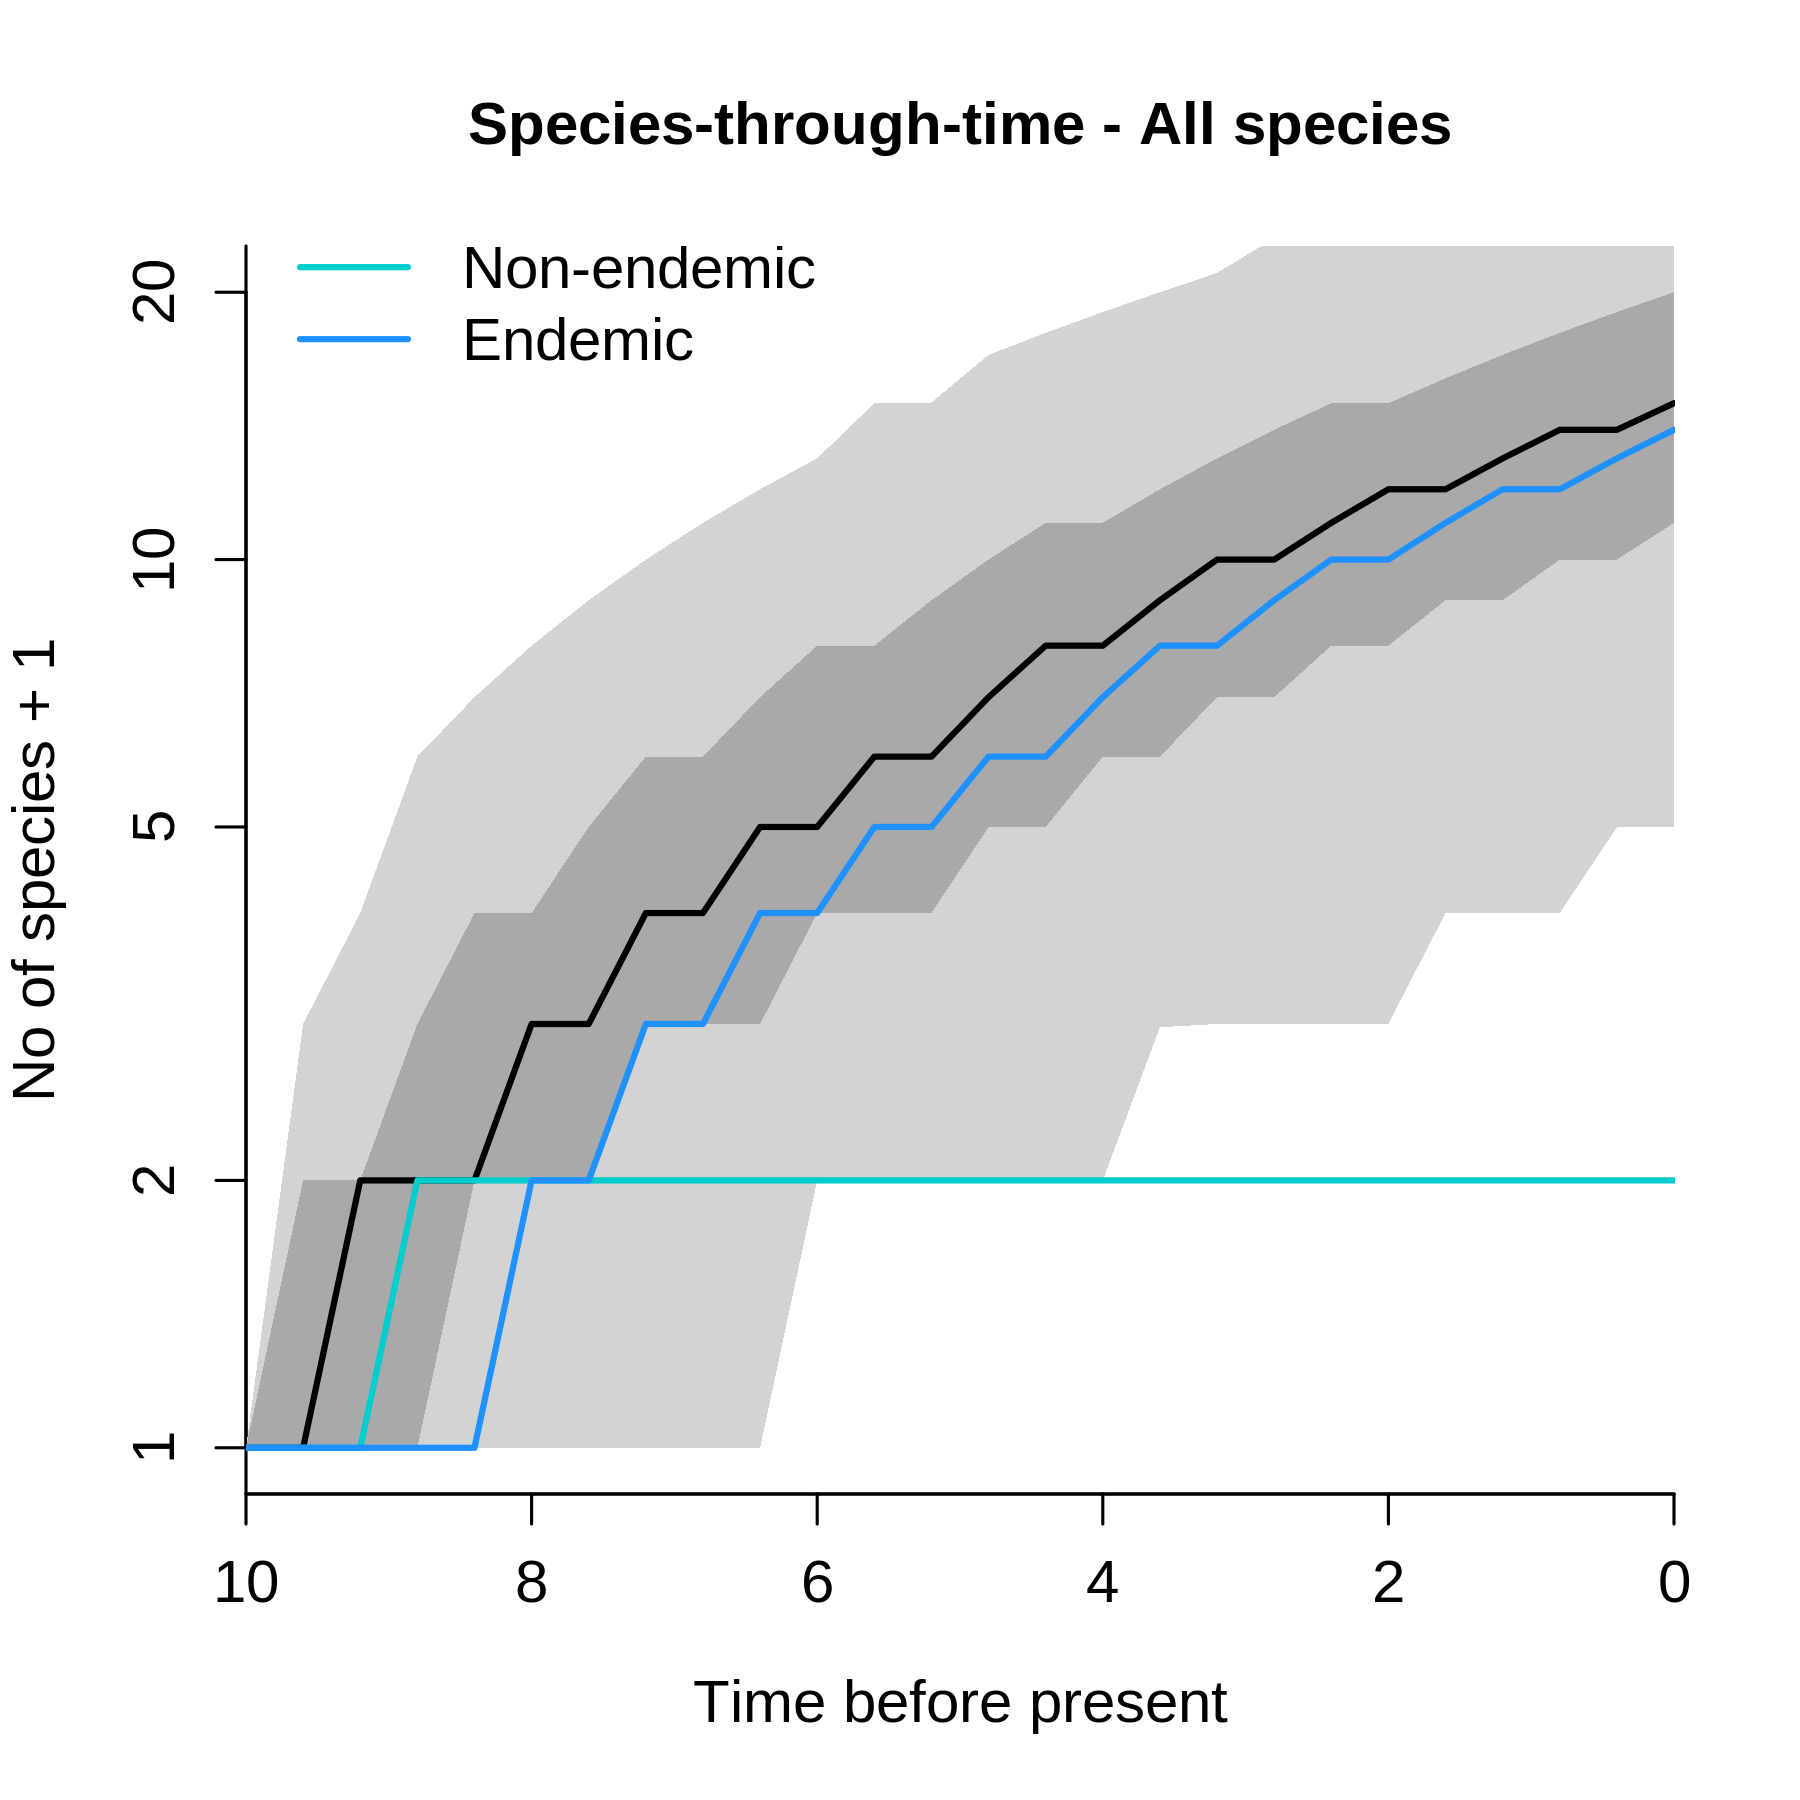 Species-through-time - All species
Non-endemic
Endemic
No of species + 1
20
10
5
2
1
10 8 6 4 2 0
Time before present